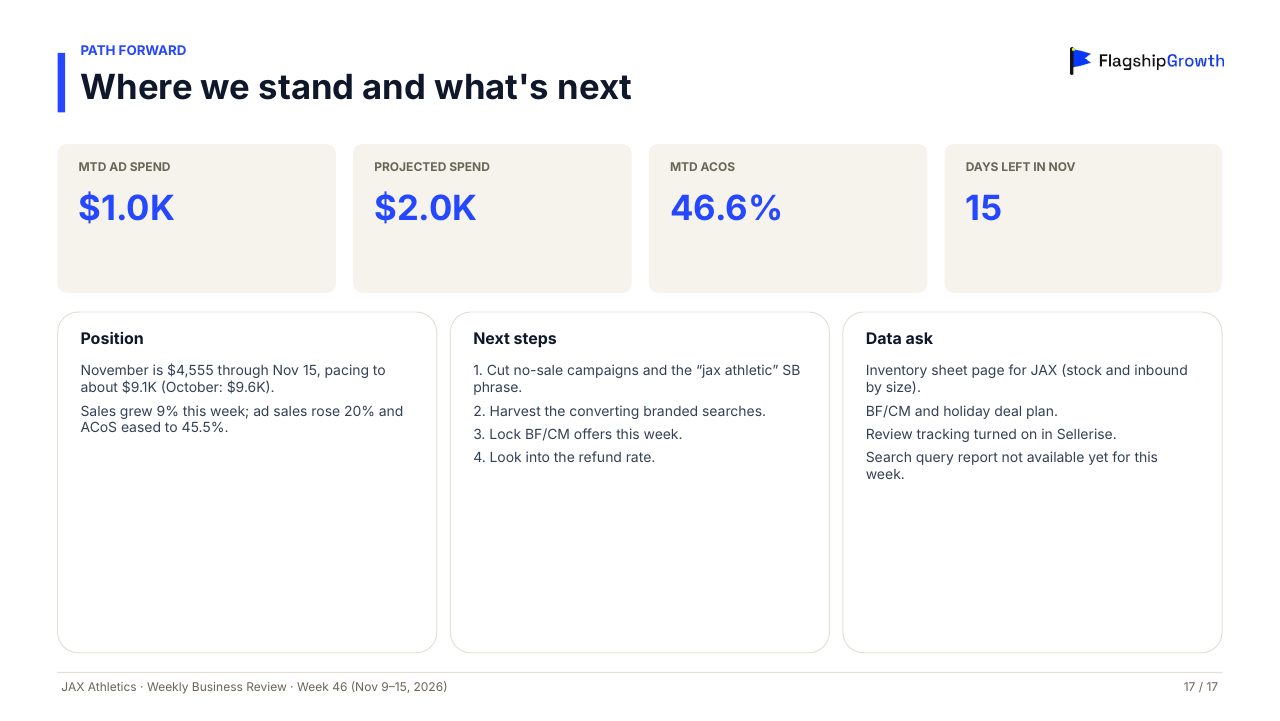 PATH FORWARD
Where we stand and what's next
FlagshipGrowth
MTD AD SPEND
$1.0K
PROJECTED SPEND
$2.0K
MTD ACOS
46.6%
DAYS LEFT IN NOV
15
Position
November is $4,555 through Nov 15, pacing to
about $9.1K (October: $9.6K).
Sales grew 9% this week; ad sales rose 20% and
ACoS eased to 45.5%.
Next steps
1. Cut no-sale campaigns and the “jax athletic” SB
phrase.
2. Harvest the converting branded searches.
3. Lock BF/CM offers this week.
4. Look into the refund rate.
Data ask
Inventory sheet page for JAX (stock and inbound
by size).
BF/CM and holiday deal plan.
Review tracking turned on in Sellerise.
Search query report not available yet for this
week.
JAX Athletics · Weekly Business Review · Week 46 (Nov 9–15, 2026)
17 / 17